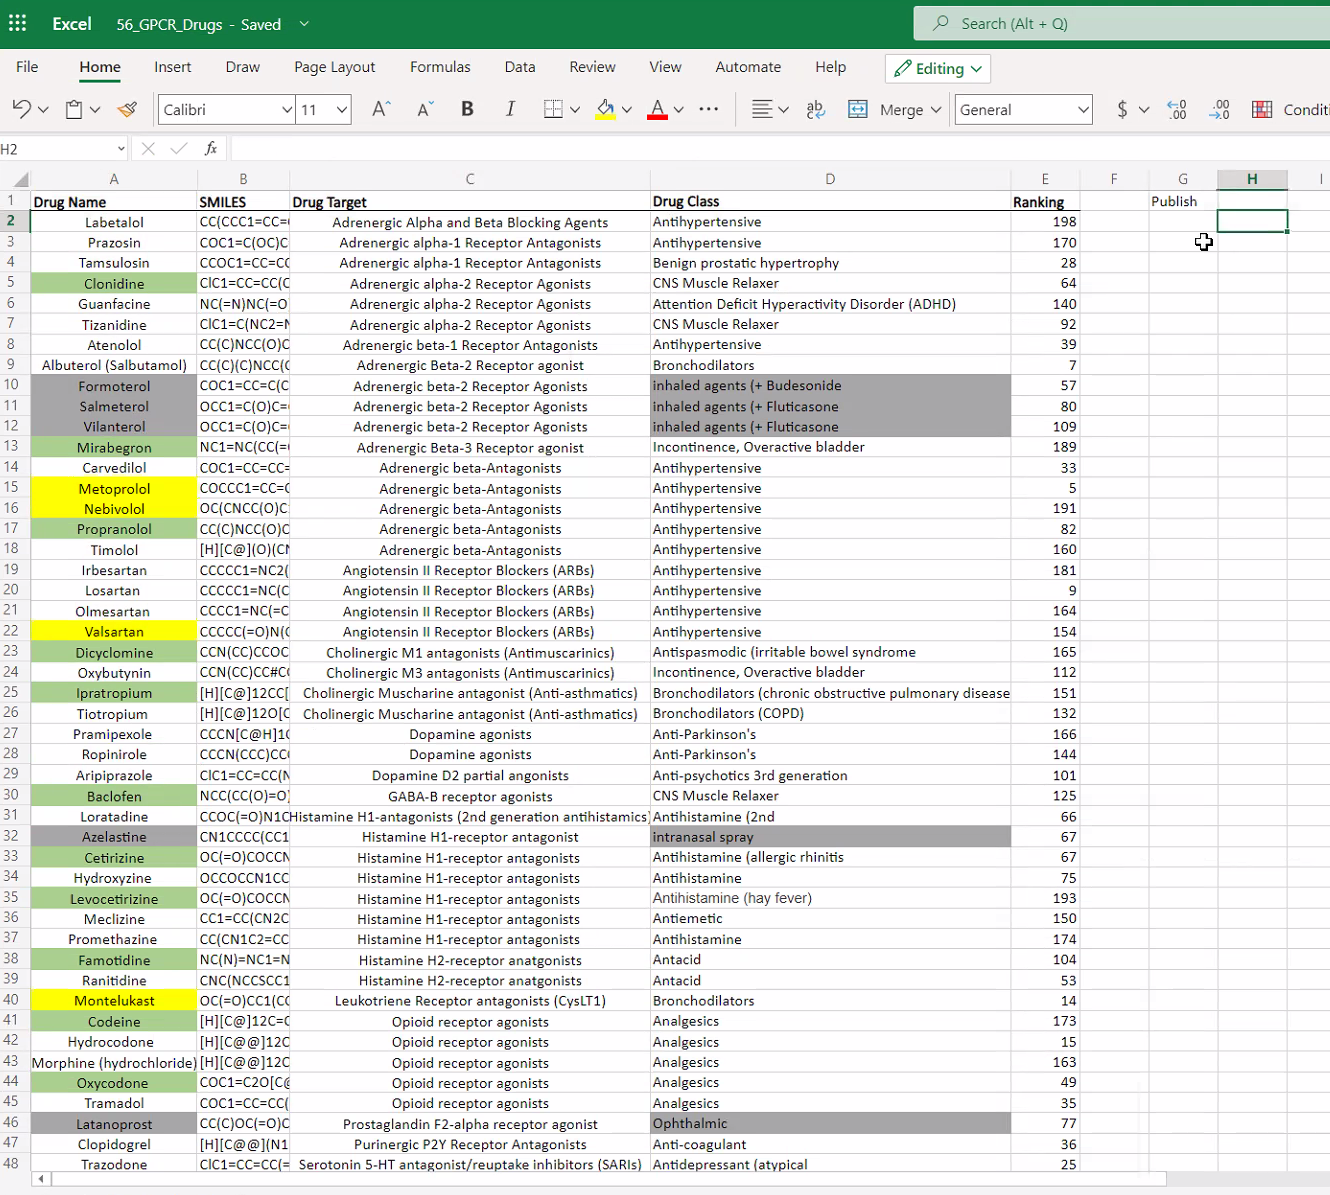 Excel 56_GPCR_Drugs - Saved Search (Alt + Q)
File Home Insert Draw Page Layout Formulas Data Review View Automate Help Editing
Calibri 11 A A B I A ab Merge General $ .00 .00 Conditi
H2 fx
A B C D E F G H I
1 Drug Name SMILES Drug Target Drug Class Ranking Publish
2 Labetalol CC(CCC1=CC=( Adrenergic Alpha and Beta Blocking Agents Antihypertensive 198
3 Prazosin COC1=C(OC)C Adrenergic alpha-1 Receptor Antagonists Antihypertensive 170
4 Tamsulosin CCOC1=CC=CC Adrenergic alpha-1 Receptor Antagonists Benign prostatic hypertrophy 28
5 Clonidine ClC1=CC=CC(C Adrenergic alpha-2 Receptor Agonists CNS Muscle Relaxer 64
6 Guanfacine NC(=N)NC(=O Adrenergic alpha-2 Receptor Agonists Attention Deficit Hyperactivity Disorder (ADHD) 140
7 Tizanidine ClC1=C(NC2=N Adrenergic alpha-2 Receptor Agonists CNS Muscle Relaxer 92
8 Atenolol CC(C)NCC(O)C Adrenergic beta-1 Receptor Antagonists Antihypertensive 39
9 Albuterol (Salbutamol) CC(C)(C)NCC(C Adrenergic Beta-2 Receptor agonist Bronchodilators 7
10 Formoterol COC1=CC=C(C Adrenergic beta-2 Receptor Agonists inhaled agents (+ Budesonide 57
11 Salmeterol OCC1=C(O)C=( Adrenergic beta-2 Receptor Agonists inhaled agents (+ Fluticasone 80
12 Vilanterol OCC1=C(O)C=( Adrenergic beta-2 Receptor Agonists inhaled agents (+ Fluticasone 109
13 Mirabegron NC1=NC(CC(= Adrenergic Beta-3 Receptor agonist Incontinence, Overactive bladder 189
14 Carvedilol COC1=CC=CC= Adrenergic beta-Antagonists Antihypertensive 33
15 Metoprolol COCCC1=CC=C Adrenergic beta-Antagonists Antihypertensive 5
16 Nebivolol OC(CNCC(O)C Adrenergic beta-Antagonists Antihypertensive 191
17 Propranolol CC(C)NCC(O)C Adrenergic beta-Antagonists Antihypertensive 82
18 Timolol [H][C@](O)(CN Adrenergic beta-Antagonists Antihypertensive 160
19 Irbesartan CCCCC1=NC2( Angiotensin II Receptor Blockers (ARBs) Antihypertensive 181
20 Losartan CCCCC1=NC(C Angiotensin II Receptor Blockers (ARBs) Antihypertensive 9
21 Olmesartan CCCC1=NC(=C Angiotensin II Receptor Blockers (ARBs) Antihypertensive 164
22 Valsartan CCCCC(=O)N(C Angiotensin II Receptor Blockers (ARBs) Antihypertensive 154
23 Dicyclomine CCN(CC)CCOC Cholinergic M1 antagonists (Antimuscarinics) Antispasmodic (irritable bowel syndrome 165
24 Oxybutynin CCN(CC)CC#CC Cholinergic M3 antagonists (Antimuscarinics) Incontinence, Overactive bladder 112
25 Ipratropium [H][C@]12CC[ Cholinergic Muscharine antagonist (Anti-asthmatics) Bronchodilators (chronic obstructive pulmonary disease 151
26 Tiotropium [H][C@]12O[C Cholinergic Muscharine antagonist (Anti-asthmatics) Bronchodilators (COPD) 132
27 Pramipexole CCCN[C@H]1C Dopamine agonists Anti-Parkinson's 166
28 Ropinirole CCCN(CCC)CC Dopamine agonists Anti-Parkinson's 144
29 Aripiprazole ClC1=CC=CC(N Dopamine D2 partial angonists Anti-psychotics 3rd generation 101
30 Baclofen NCC(CC(O)=O) GABA-B receptor agonists CNS Muscle Relaxer 125
31 Loratadine CCOC(=O)N1C Histamine H1-antagonists (2nd generation antihistamics) Antihistamine (2nd 66
32 Azelastine CN1CCCC(CC1 Histamine H1-receptor antagonist intranasal spray 67
33 Cetirizine OC(=O)COCCN Histamine H1-receptor antagonists Antihistamine (allergic rhinitis 67
34 Hydroxyzine OCCOCCN1CC Histamine H1-receptor antagonists Antihistamine 75
35 Levocetirizine OC(=O)COCCN Histamine H1-receptor antagonists Antihistamine (hay fever) 193
36 Meclizine CC1=CC(CN2C Histamine H1-receptor antagonists Antiemetic 150
37 Promethazine CC(CN1C2=CC Histamine H1-receptor antagonists Antihistamine 174
38 Famotidine NC(N)=NC1=N Histamine H2-receptor anatgonists Antacid 104
39 Ranitidine CNC(NCCSCC1 Histamine H2-receptor antagonists Antacid 53
40 Montelukast OC(=O)CC1(CC Leukotriene Receptor antagonists (CysLT1) Bronchodilators 14
41 Codeine [H][C@]12C=C Opioid receptor agonists Analgesics 173
42 Hydrocodone [H][C@@]12C Opioid receptor agonists Analgesics 15
43 Morphine (hydrochloride) [H][C@@]12C Opioid receptor agonists Analgesics 163
44 Oxycodone COC1=C2O[C@ Opioid receptor agonists Analgesics 49
45 Tramadol COC1=CC=CC( Opioid receptor agonists Analgesics 35
46 Latanoprost CC(C)OC(=O)C Prostaglandin F2-alpha receptor agonist Ophthalmic 77
47 Clopidogrel [H][C@@](N1 Purinergic P2Y Receptor Antagonists Anti-coagulant 36
48 Trazodone ClC1=CC=CC(= Serotonin 5-HT antagonist/reuptake inhibitors (SARIs) Antidepressant (atypical 25